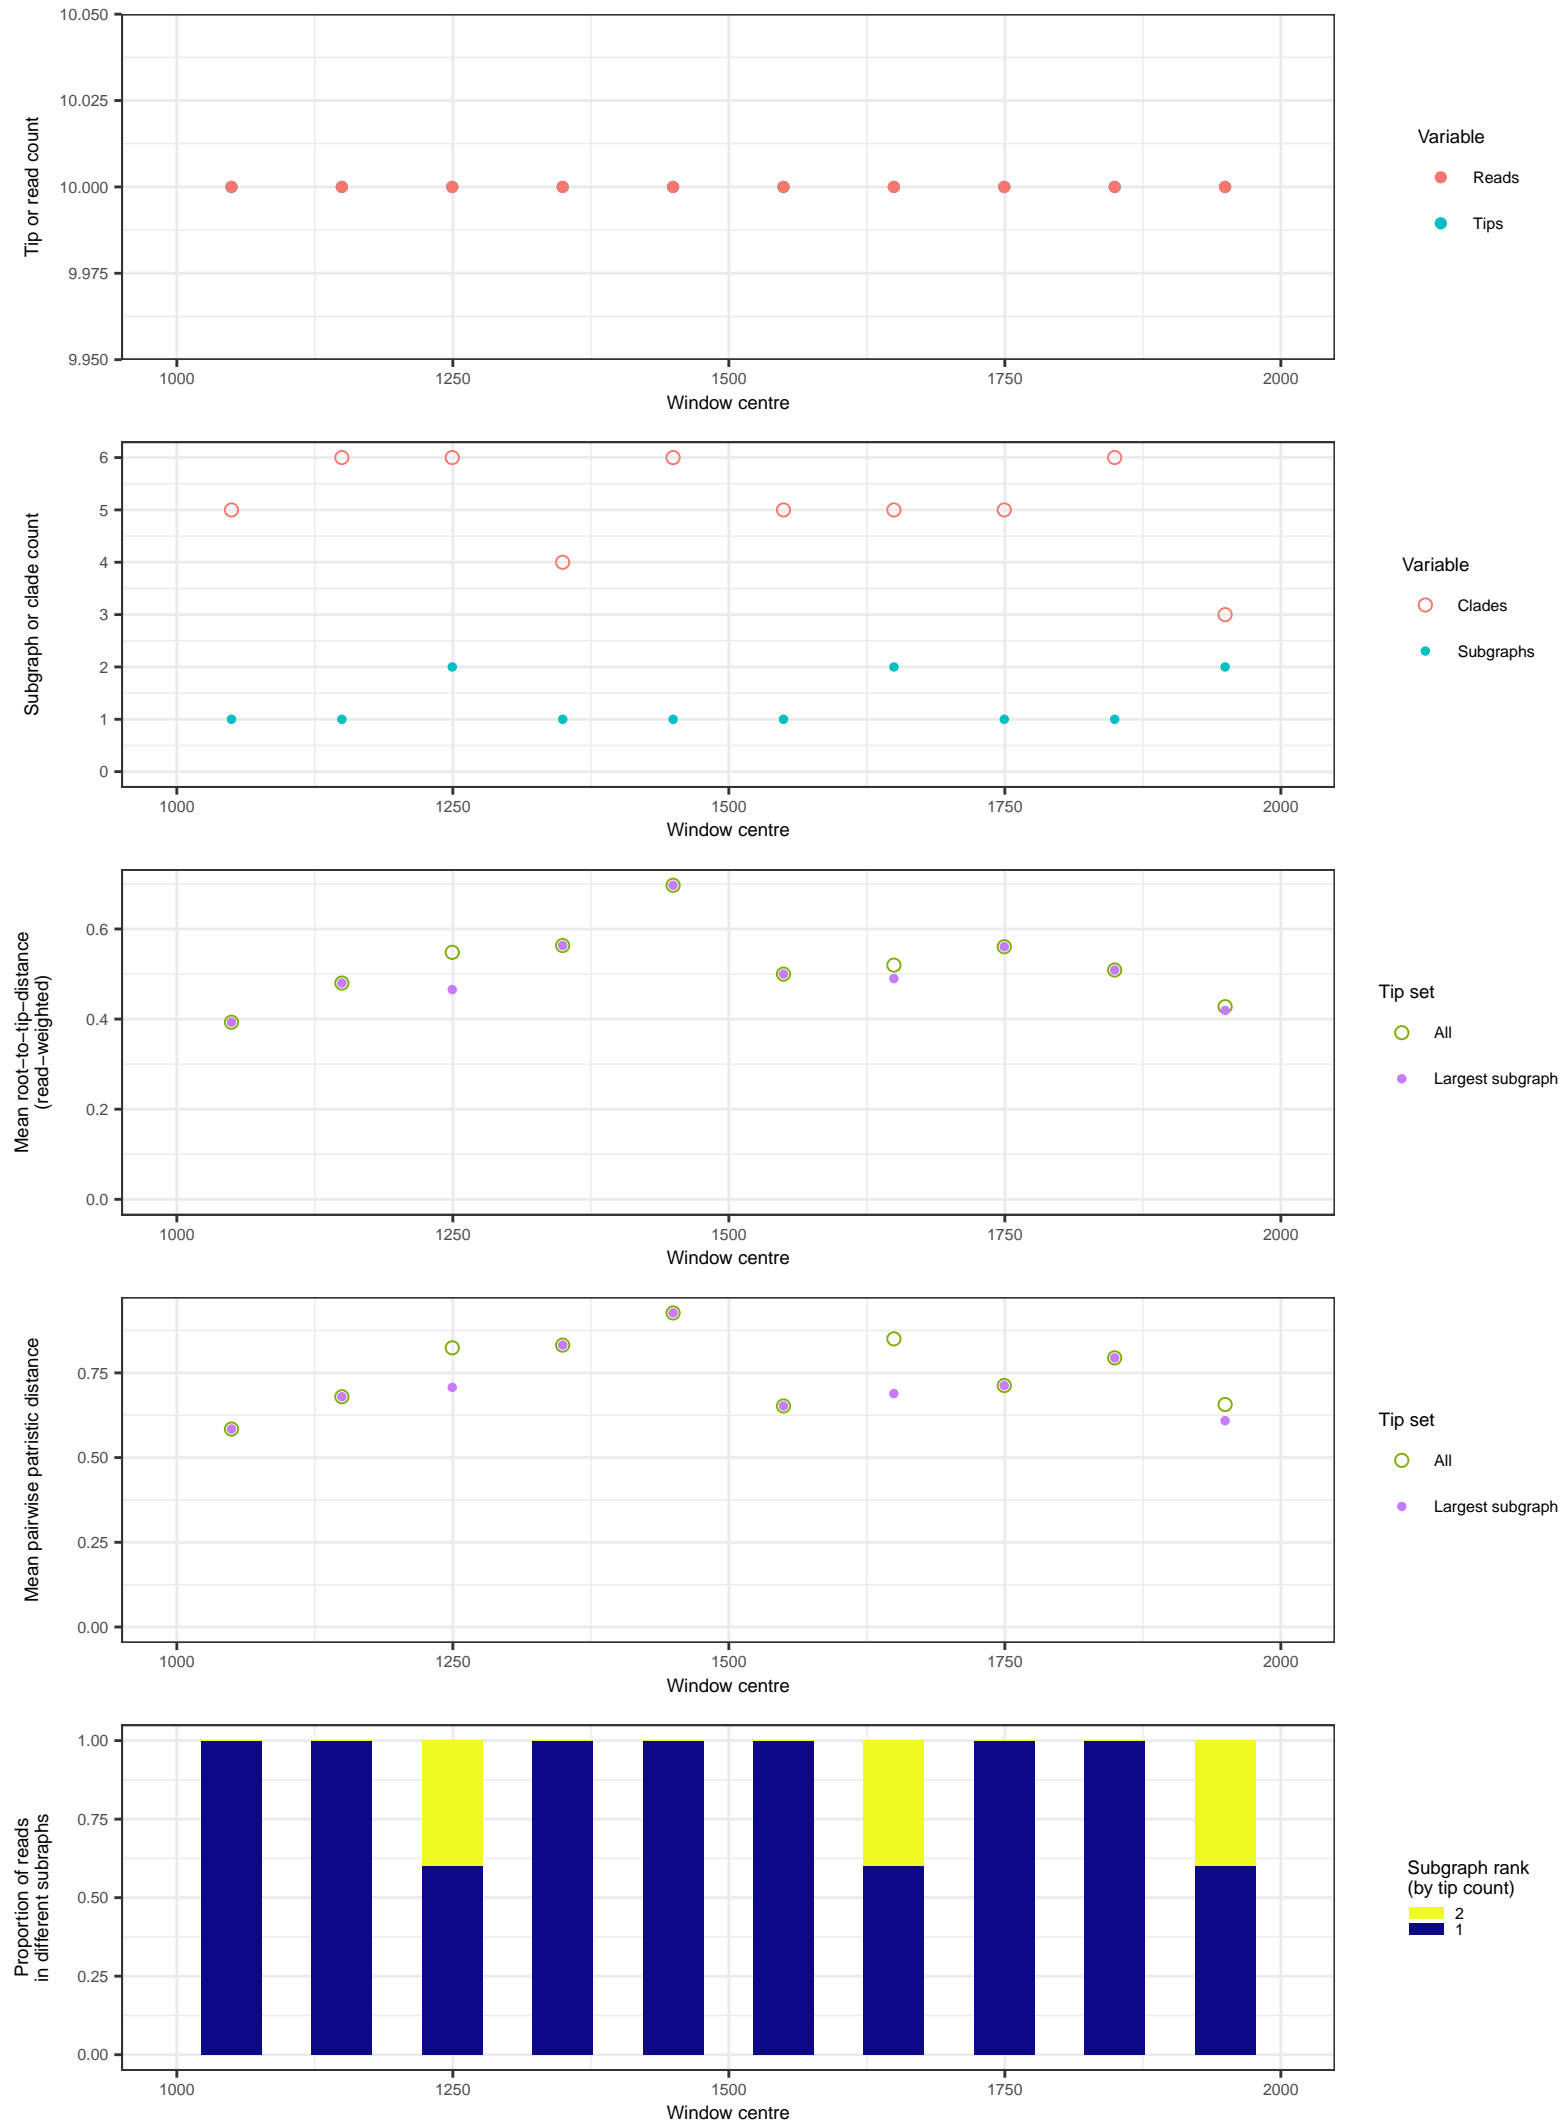 10.050
10.025
10.000
9.975
9.950
Tip or read count
1000 1250 1500 1750 2000
Window centre
Variable
Reads
Tips
6
5
4
3
2
1
0
Subgraph or clade count
1000 1250 1500 1750 2000
Window centre
Variable
Clades
Subgraphs
0.6
0.4
0.2
0.0
Mean root−to−tip−distance
(read−weighted)
1000 1250 1500 1750 2000
Window centre
Tip set
All
Largest subgraph
0.75
0.50
0.25
0.00
Mean pairwise patristic distance
1000 1250 1500 1750 2000
Window centre
Tip set
All
Largest subgraph
1.00
0.75
0.50
0.25
0.00
Proportion of reads
in different subraphs
1000 1250 1500 1750 2000
Window centre
Subgraph rank
(by tip count)
2
1